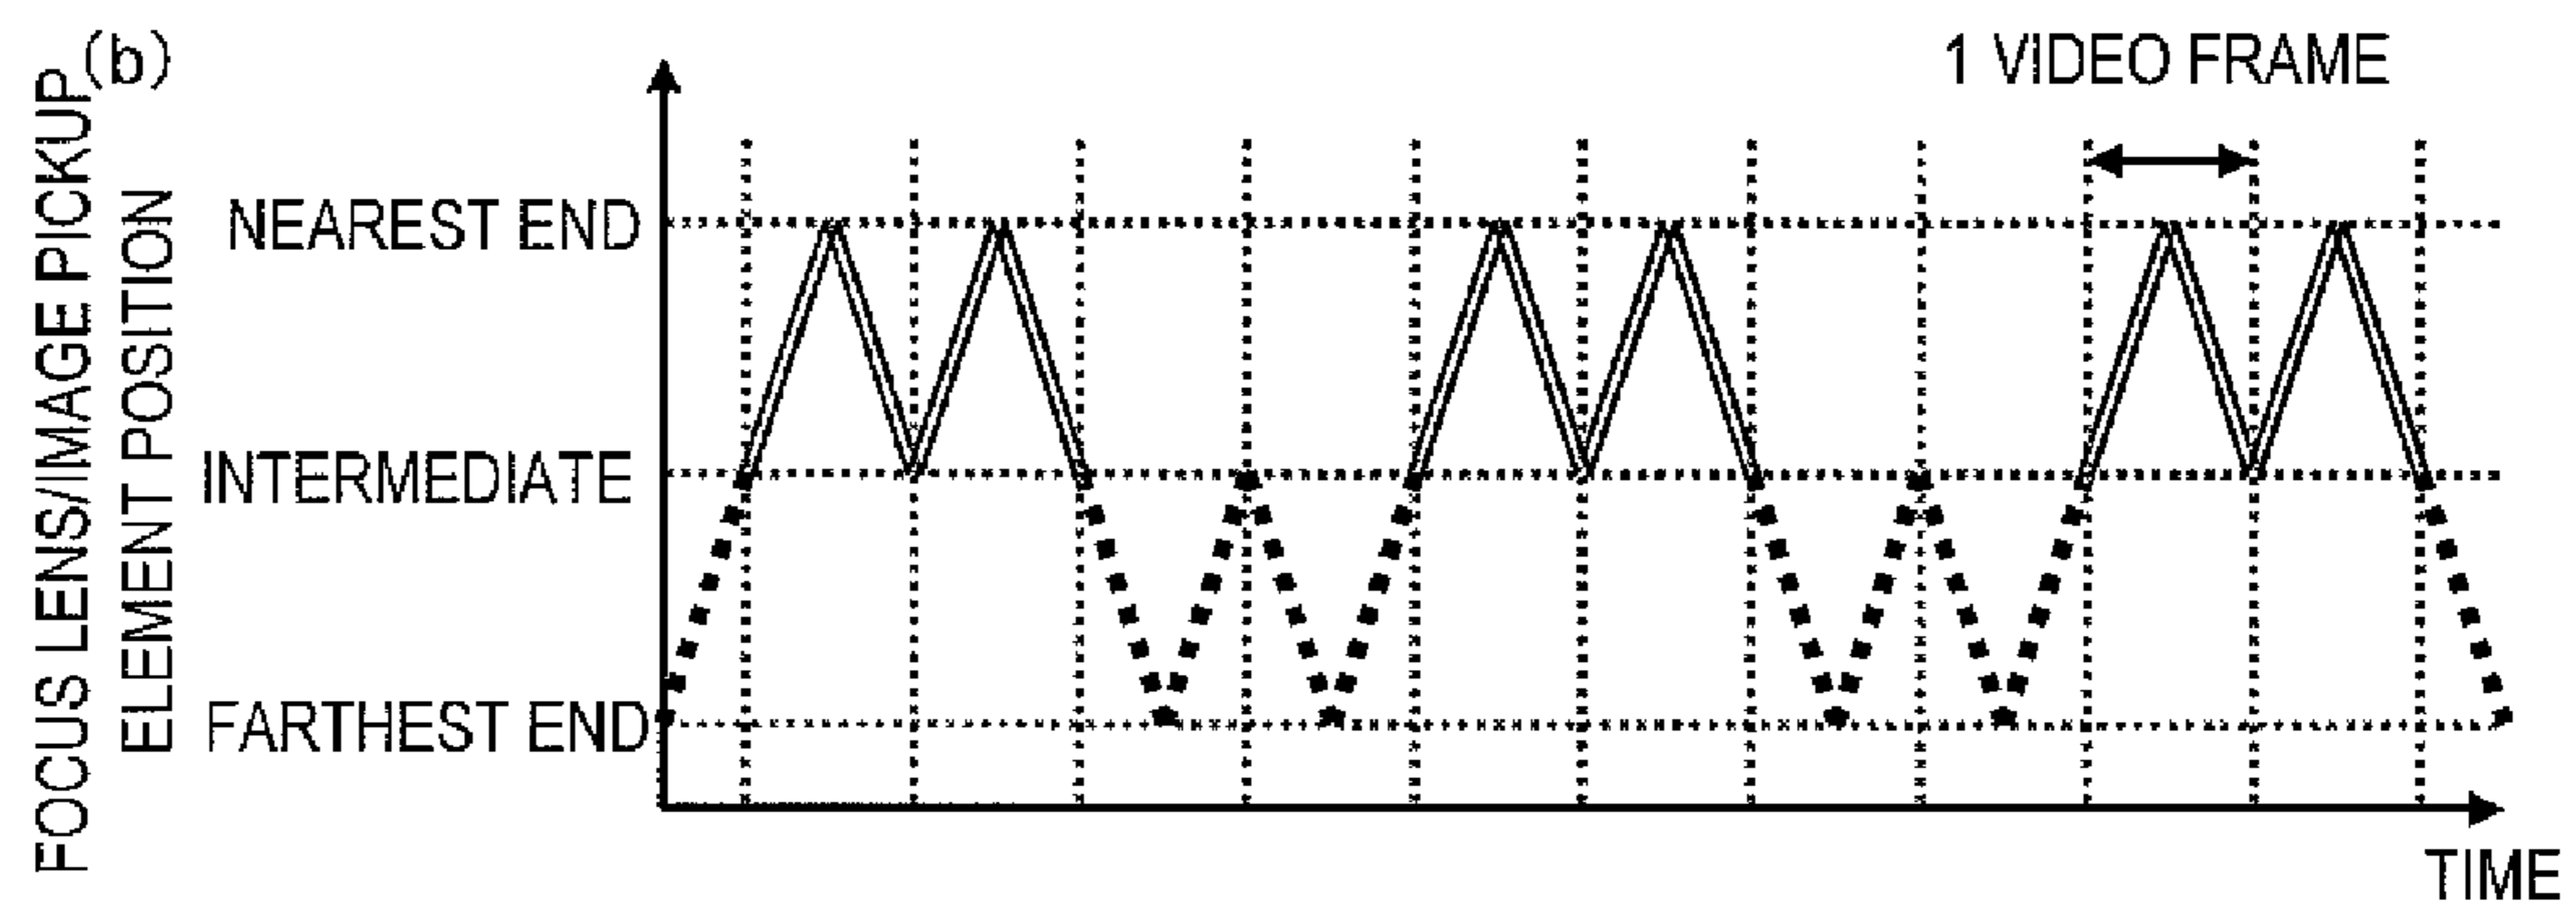 (b)
1 VIDEO FRAME
FOCUS LENS/IMAGE PICKUP
ELEMENT POSITION
NEAREST END
INTERMEDIATE
FARTHEST END
TIME